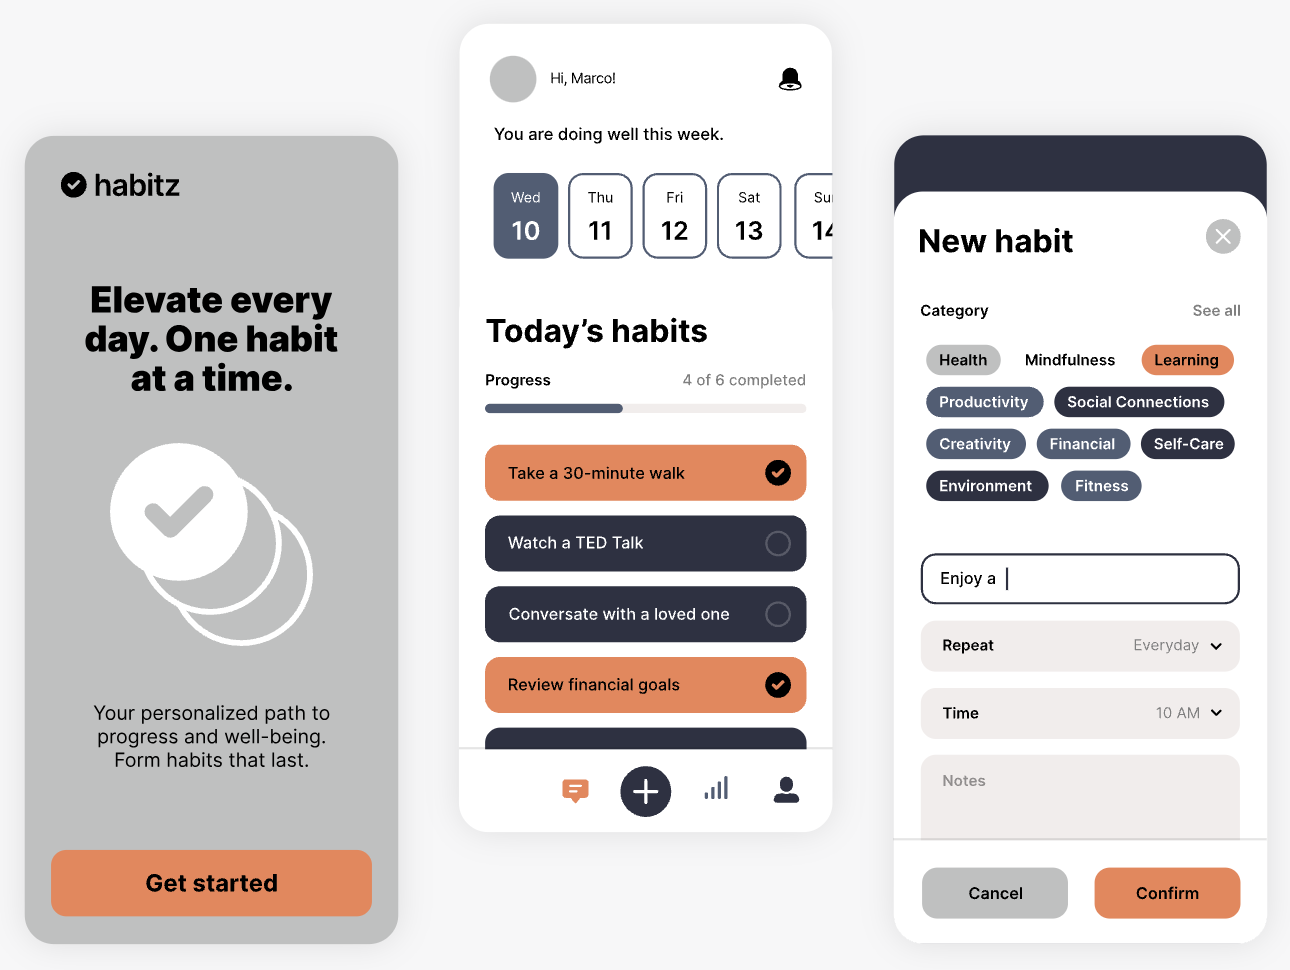 habitz
Elevate every
day. One habit
at a time.
Your personalized path to
progress and well-being.
Form habits that last.
Get started
Hi, Marco!
You are doing well this week.
Wed Thu Fri Sat Sun
10 11 12 13 14
Today's habits
Progress 4 of 6 completed
Take a 30-minute walk
Watch a TED Talk
Conversate with a loved one
Review financial goals
New habit
Category See all
Health Mindfulness Learning
Productivity Social Connections
Creativity Financial Self-Care
Environment Fitness
Enjoy a
Repeat Everyday
Time 10 AM
Notes
Cancel Confirm